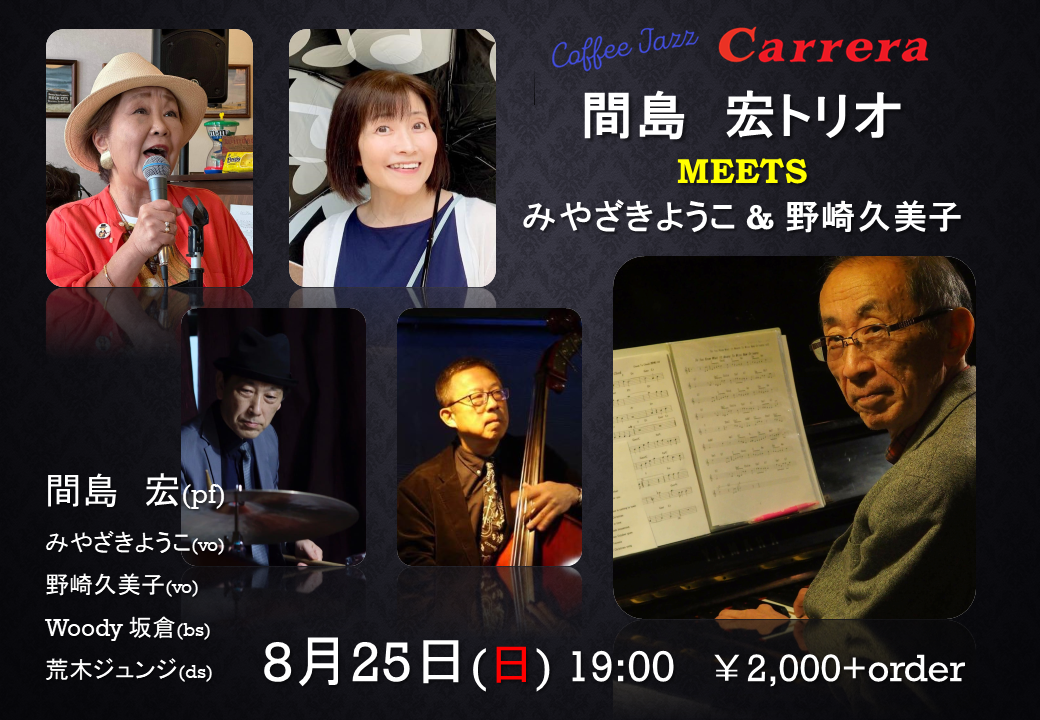 Coffee Jazz Carrera
間島　宏トリオ
MEETS
みやざきようこ & 野崎久美子
間島　宏(pf)
みやざきようこ(vo)
野崎久美子(vo)
Woody 坂倉(bs)
荒木ジュンジ(ds)
8月25日(日) 19:00　￥2,000+order